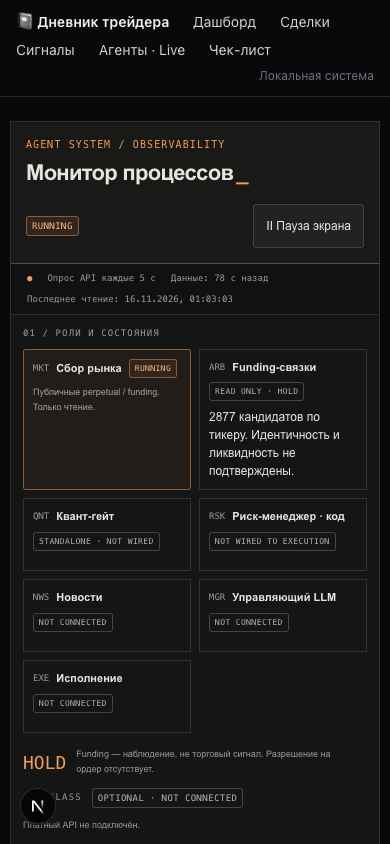 Дневник трейдера Дашборд Сделки
Сигналы Агенты · Live Чек-лист
Локальная система
AGENT SYSTEM / OBSERVABILITY
Монитор процессов_
RUNNING
II Пауза экрана
Опрос API каждые 5 с Данные: 78 с назад
Последнее чтение: 16.11.2026, 01:03:03
01 / РОЛИ И СОСТОЯНИЯ
MKT Сбор рынка RUNNING
Публичные perpetual / funding.
Только чтение.
ARB Funding-связки
READ ONLY · HOLD
2877 кандидатов по
тикеру. Идентичность и
ликвидность не
подтверждены.
QNT Квант-гейт
STANDALONE · NOT WIRED
RSK Риск-менеджер · код
NOT WIRED TO EXECUTION
NWS Новости
NOT CONNECTED
MGR Управляющий LLM
NOT CONNECTED
EXE Исполнение
NOT CONNECTED
HOLD Funding — наблюдение, не торговый сигнал. Разрешение на
ордер отсутствует.
N LASS OPTIONAL · NOT CONNECTED
Платный API не подключён.